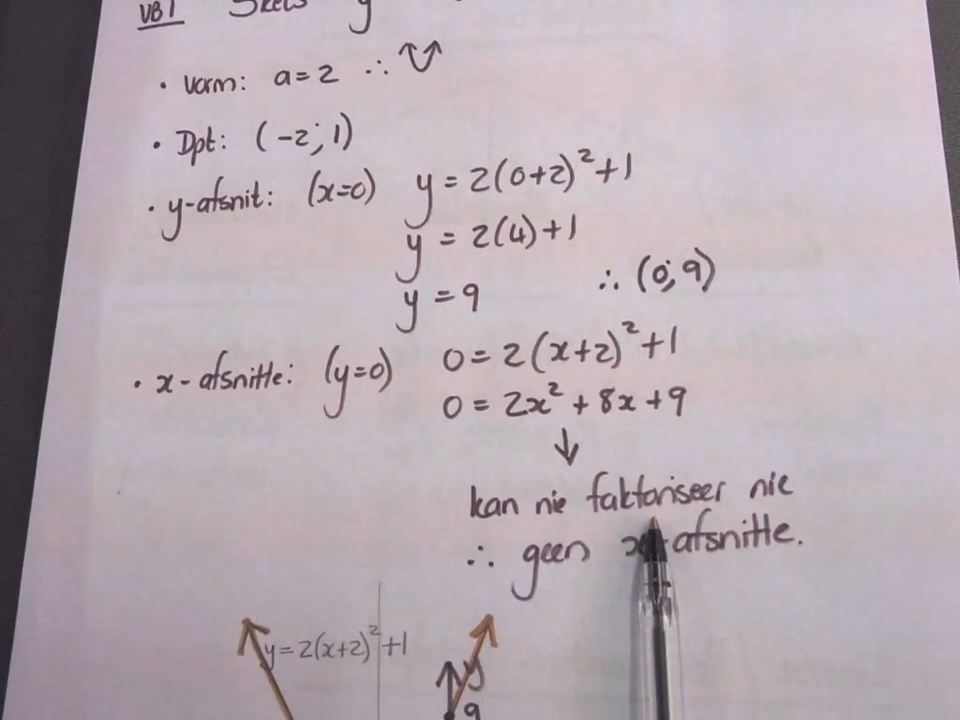 VB1 Skets y
• Vorm: a=2 ∴
• Dpt: (-2; 1)
• y-afsnit: (x=0) y = 2(0+2)²+1
y = 2(4)+1
y = 9 ∴ (0; 9)
• x-afsnitte: (y=0) 0 = 2(x+2)²+1
0 = 2x² + 8x + 9
↓
kan nie faktoriseer nie
∴ geen x-afsnitte.
y=2(x+2)²+1
y
9